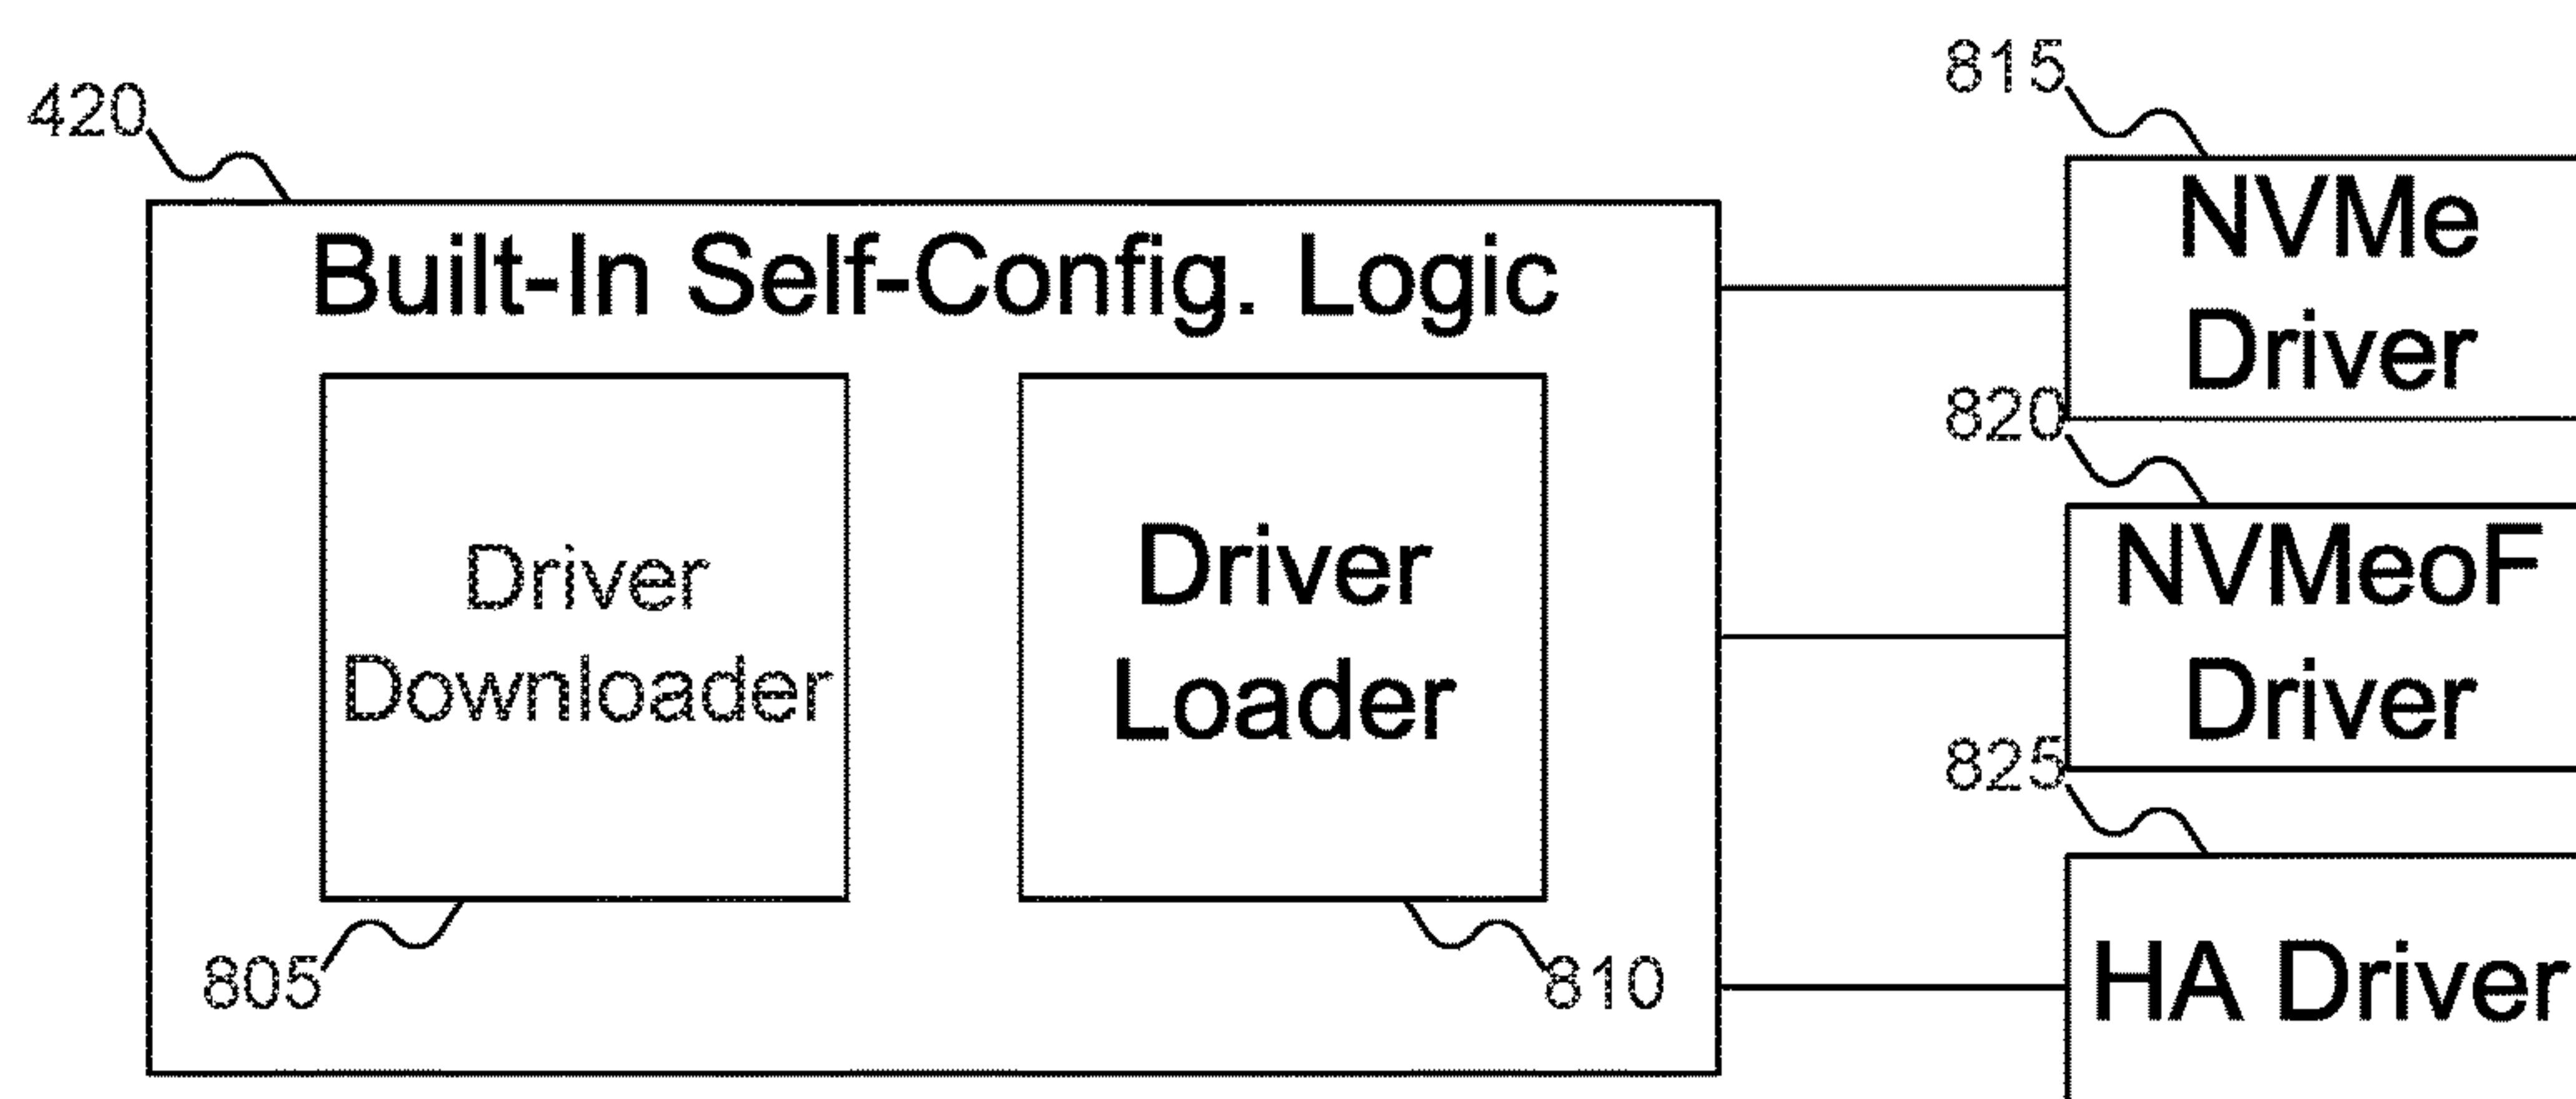 420
Built-In Self-Config. Logic
Driver
Downloader
805
Driver
Loader
810
815
NVMe
Driver
820
NVMeoF
Driver
825
HA Driver